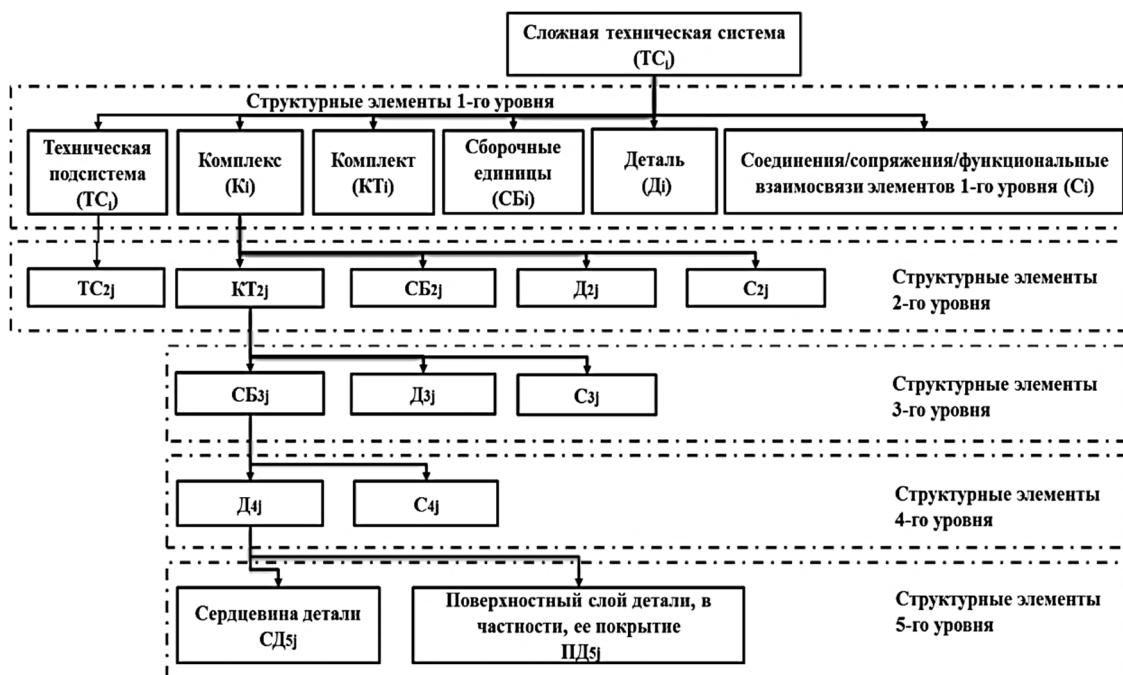 Сложная техническая система
(ТСi)
Структурные элементы 1-го уровня
Техническая
подсистема
(ТСi)
Комплекс
(Кi)
Комплект
(КТi)
Сборочные
единицы
(СБi)
Деталь
(Дi)
Соединения/сопряжения/функциональные
взаимосвязи элементов 1-го уровня (Сi)
ТС2j
КТ2j
СБ2j
Д2j
С2j
Структурные элементы
2-го уровня
СБ3j
Д3j
С3j
Структурные элементы
3-го уровня
Д4j
С4j
Структурные элементы
4-го уровня
Сердцевина детали
СД5j
Поверхностный слой детали, в
частности, ее покрытие
ПД5j
Структурные элементы
5-го уровня